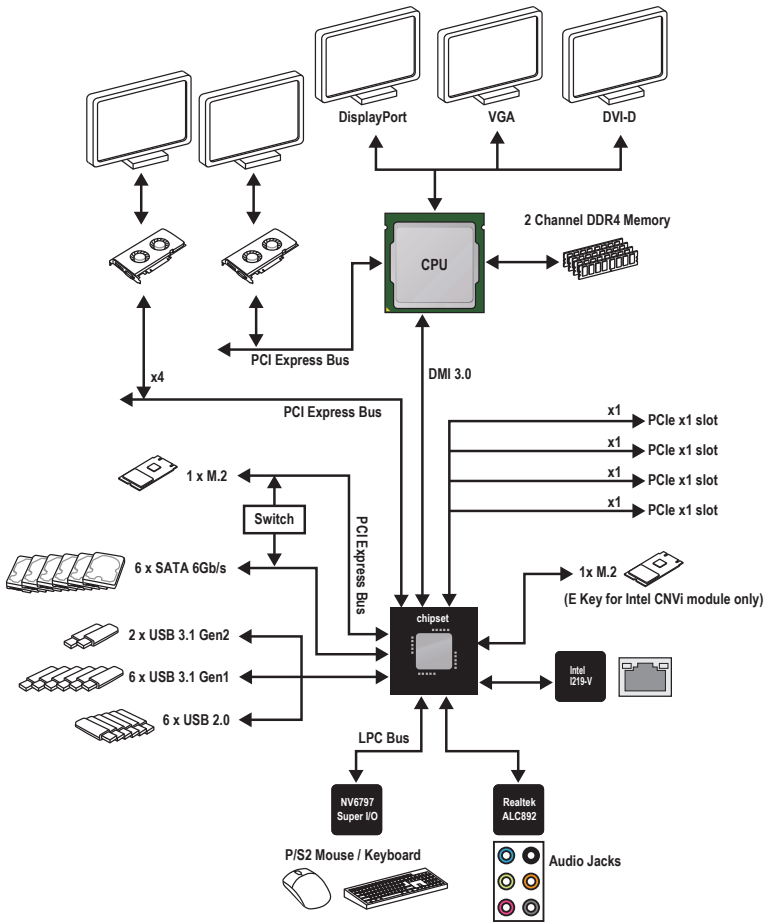 DisplayPort
VGA
DVI-D
2 Channel DDR4 Memory
CPU
PCI Express Bus
DMI 3.0
x4
PCI Express Bus
x1
PCIe x1 slot
x1
PCIe x1 slot
x1
PCIe x1 slot
x1
PCIe x1 slot
1 x M.2
Switch
PCI Express Bus
6 x SATA 6Gb/s
1x M.2
(E Key for Intel CNVi module only)
chipset
2 x USB 3.1 Gen2
6 x USB 3.1 Gen1
6 x USB 2.0
Intel
I219-V
LPC Bus
NV6797
Super I/O
Realtek
ALC892
P/S2 Mouse / Keyboard
Audio Jacks